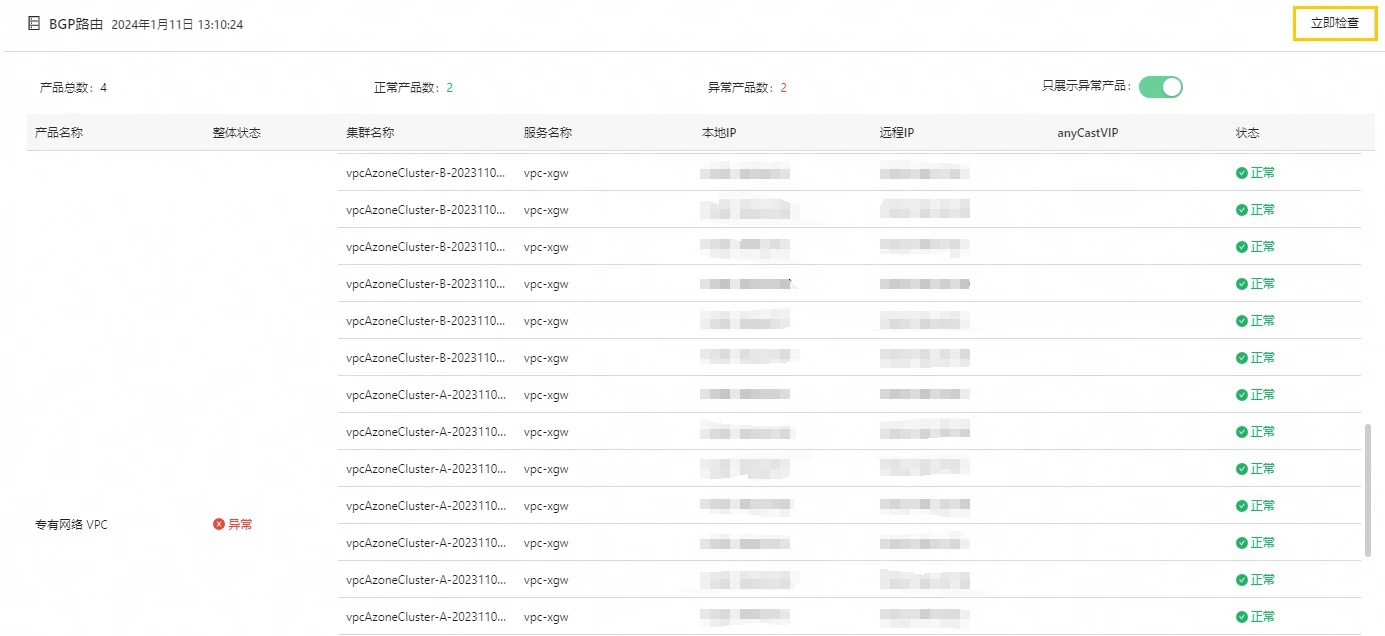 BGP路由 2024年1月11日 13:10:24 立即检查
产品总数：4 正常产品数：2 异常产品数：2 只展示异常产品：
产品名称 整体状态 集群名称 服务名称 本地IP 远程IP anyCastVIP 状态
vpcAzoneCluster-B-2023110... vpc-xgw 正常
vpcAzoneCluster-B-2023110... vpc-xgw 正常
vpcAzoneCluster-B-2023110... vpc-xgw 正常
vpcAzoneCluster-B-2023110... vpc-xgw 正常
vpcAzoneCluster-B-2023110... vpc-xgw 正常
vpcAzoneCluster-B-2023110... vpc-xgw 正常
vpcAzoneCluster-A-2023110... vpc-xgw 正常
vpcAzoneCluster-A-2023110... vpc-xgw 正常
vpcAzoneCluster-A-2023110... vpc-xgw 正常
vpcAzoneCluster-A-2023110... vpc-xgw 正常
专有网络 VPC 异常
vpcAzoneCluster-A-2023110... vpc-xgw 正常
vpcAzoneCluster-A-2023110... vpc-xgw 正常
vpcAzoneCluster-A-2023110... vpc-xgw 正常